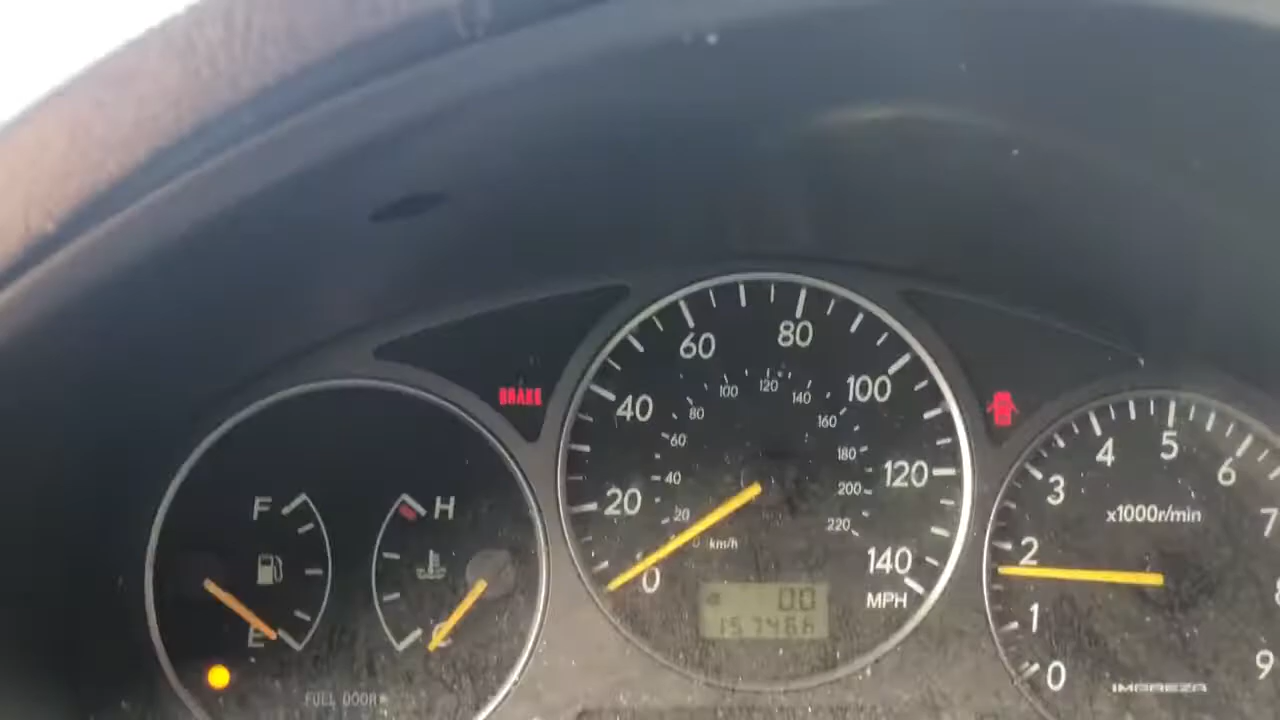 60 80
40 100
20 120
0 140
100 120 140
80 160
60 180
40 200
20 220
0 km/h
MPH
BRAKE
F
E
H
C
FUEL DOOR
0.0
3 4 5 6
2 7
1 8
0 9
x1000r/min
IMPREZA